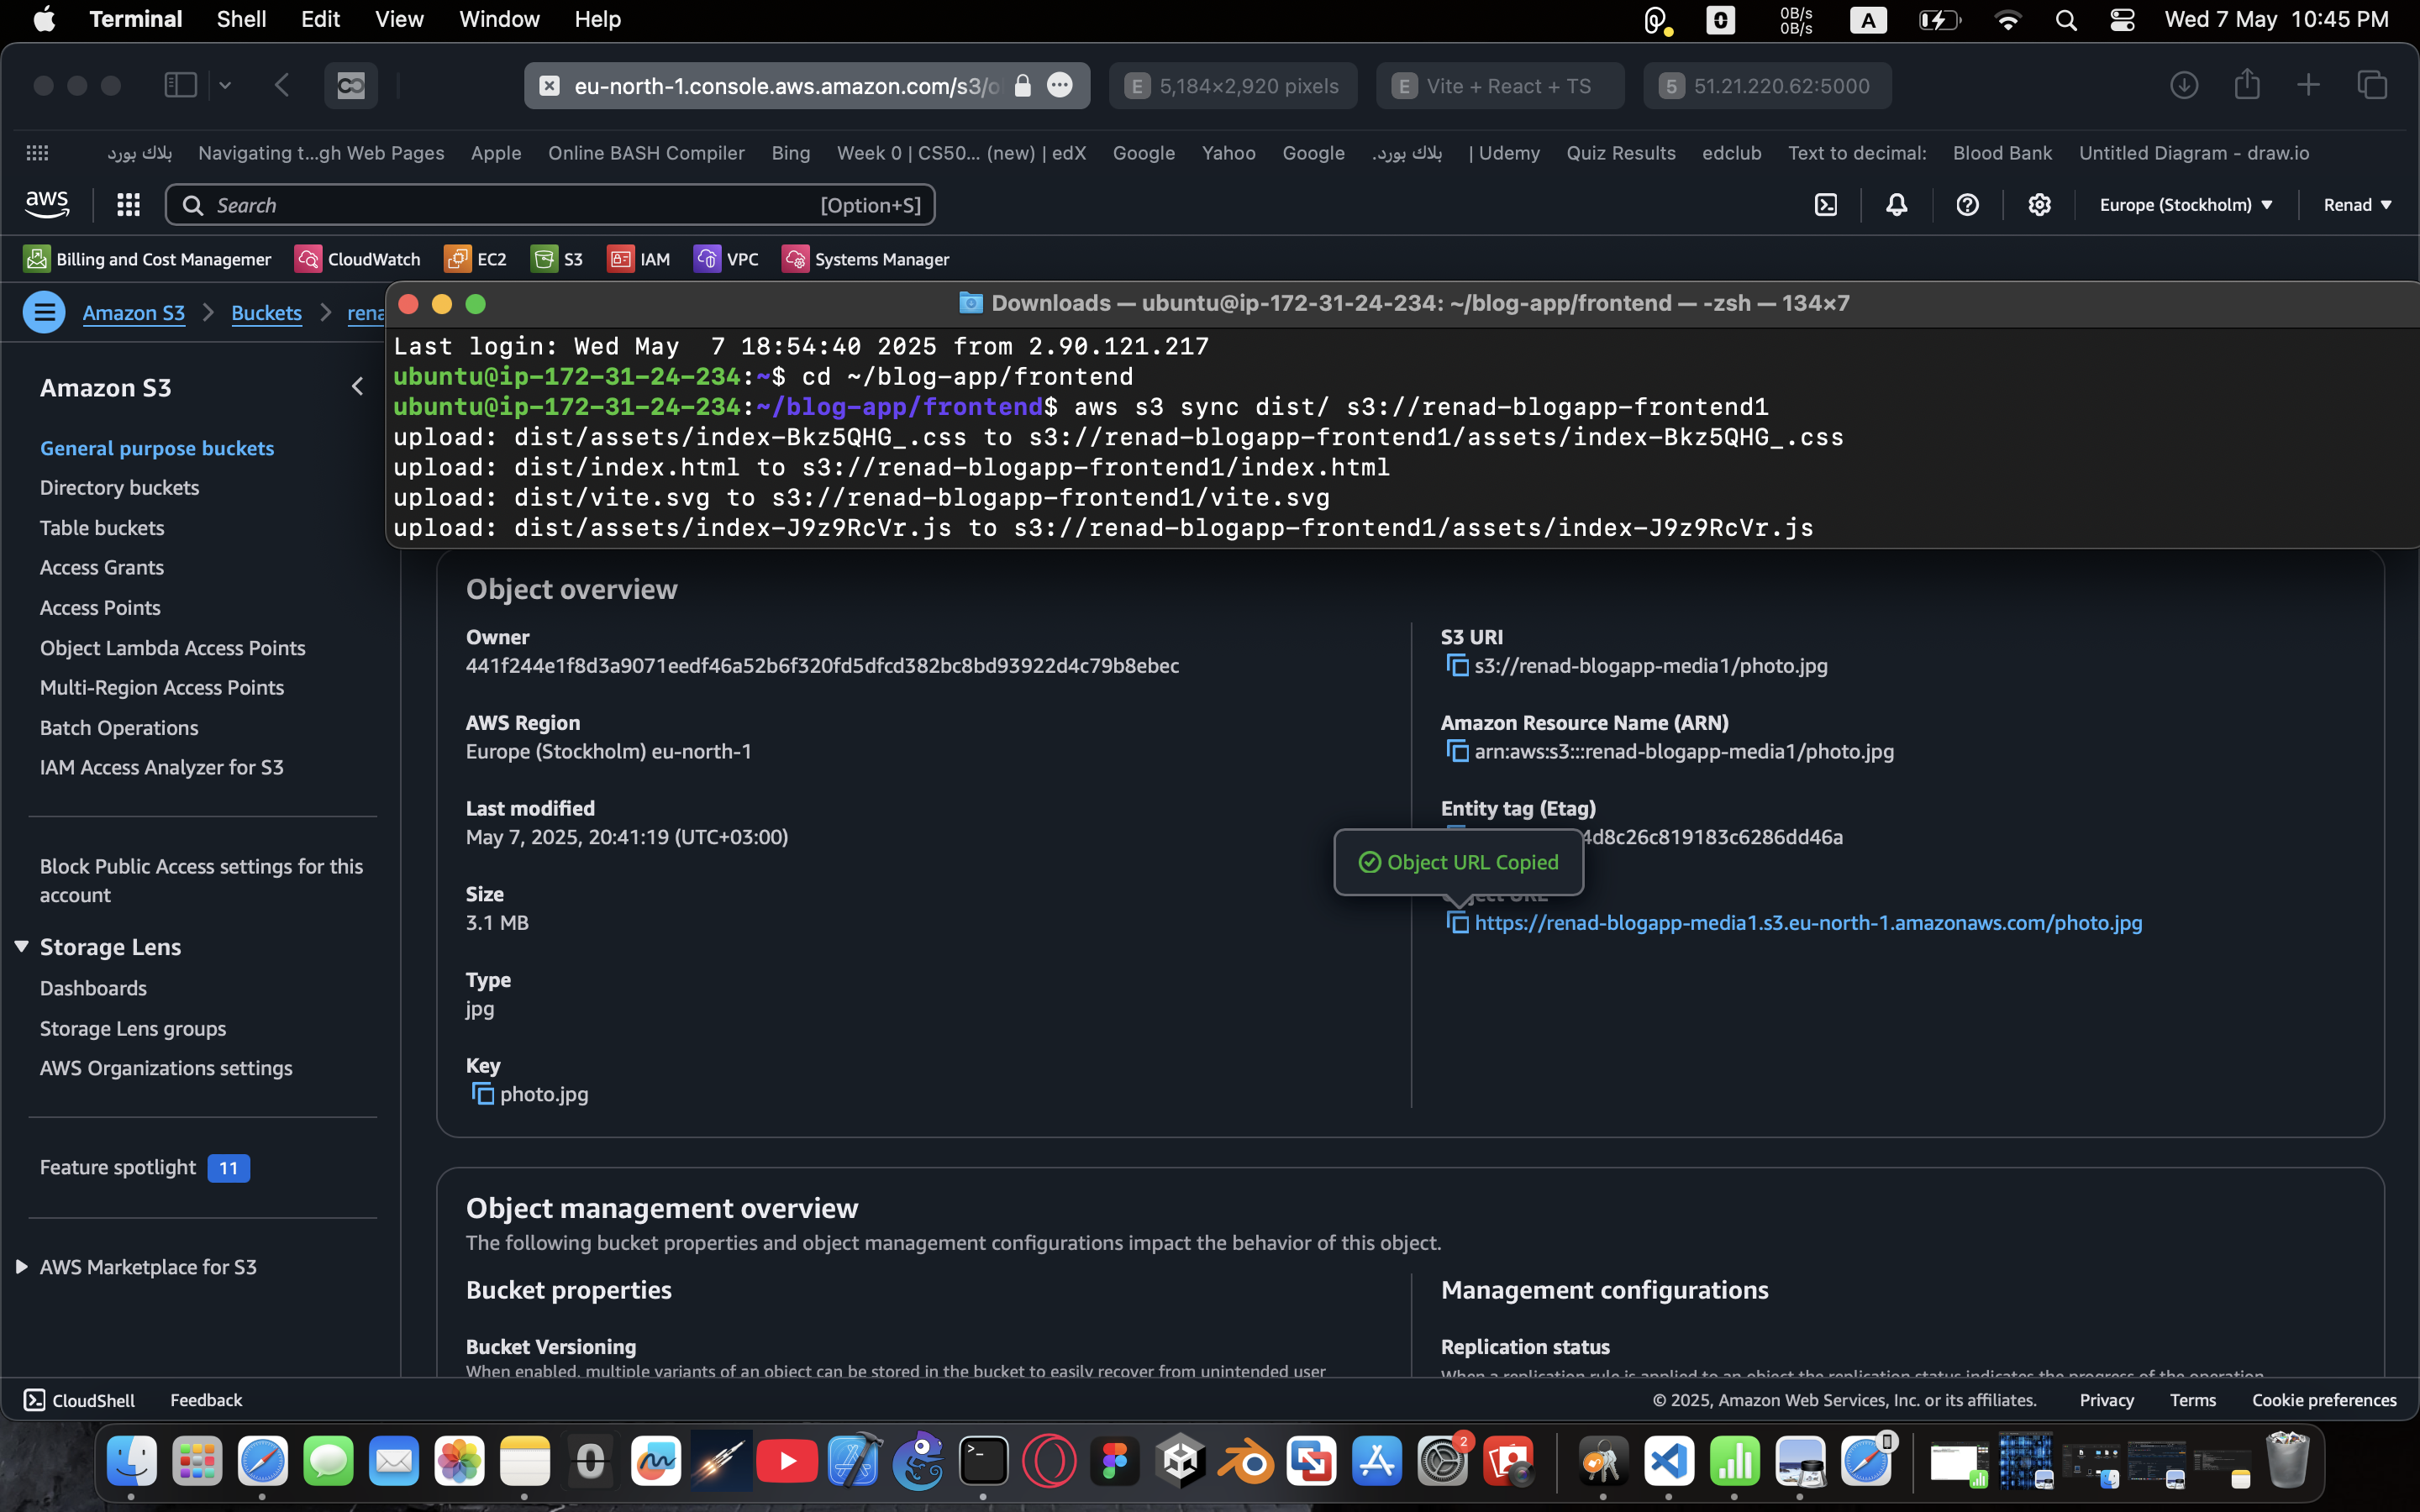 Terminal Shell Edit View Window Help
0B/s
0B/s
A
Wed 7 May 10:45 PM
eu-north-1.console.aws.amazon.com/s3/o
E 5,184×2,920 pixels
E Vite + React + TS
5 51.21.220.62:5000
بلاك بورد
Navigating t...gh Web Pages
Apple
Online BASH Compiler
Bing
Week 0 | CS50... (new) | edX
Google
Yahoo
Google
بلاك بورد.
| Udemy
Quiz Results
edclub
Text to decimal:
Blood Bank
Untitled Diagram - draw.io
aws
Search
[Option+S]
Europe (Stockholm)
Renad
Billing and Cost Managemer
CloudWatch
EC2
S3
IAM
VPC
Systems Manager
Amazon S3
Buckets
rena
Downloads — ubuntu@ip-172-31-24-234: ~/blog-app/frontend — -zsh — 134×7
Last login: Wed May  7 18:54:40 2025 from 2.90.121.217
ubuntu@ip-172-31-24-234:~$ cd ~/blog-app/frontend
ubuntu@ip-172-31-24-234:~/blog-app/frontend$ aws s3 sync dist/ s3://renad-blogapp-frontend1
upload: dist/assets/index-Bkz5QHG_.css to s3://renad-blogapp-frontend1/assets/index-Bkz5QHG_.css
upload: dist/index.html to s3://renad-blogapp-frontend1/index.html
upload: dist/vite.svg to s3://renad-blogapp-frontend1/vite.svg
upload: dist/assets/index-J9z9RcVr.js to s3://renad-blogapp-frontend1/assets/index-J9z9RcVr.js
Amazon S3
General purpose buckets
Directory buckets
Table buckets
Access Grants
Access Points
Object Lambda Access Points
Multi-Region Access Points
Batch Operations
IAM Access Analyzer for S3
Block Public Access settings for this
account
Storage Lens
Dashboards
Storage Lens groups
AWS Organizations settings
Feature spotlight 11
AWS Marketplace for S3
Object overview
Owner
441f244e1f8d3a9071eedf46a52b6f320fd5dfcd382bc8bd93922d4c79b8ebec
AWS Region
Europe (Stockholm) eu-north-1
Last modified
May 7, 2025, 20:41:19 (UTC+03:00)
Size
3.1 MB
Type
jpg
Key
photo.jpg
S3 URI
s3://renad-blogapp-media1/photo.jpg
Amazon Resource Name (ARN)
arn:aws:s3:::renad-blogapp-media1/photo.jpg
Entity tag (Etag)
4d8c26c819183c6286dd46a
Object URL Copied
https://renad-blogapp-media1.s3.eu-north-1.amazonaws.com/photo.jpg
Object management overview
The following bucket properties and object management configurations impact the behavior of this object.
Bucket properties
Management configurations
Bucket Versioning
When enabled, multiple variants of an object can be stored in the bucket to easily recover from unintended user
Replication status
When a replication rule is applied to an object the replication status indicates the progress of the operation.
CloudShell
Feedback
© 2025, Amazon Web Services, Inc. or its affiliates.
Privacy
Terms
Cookie preferences
2